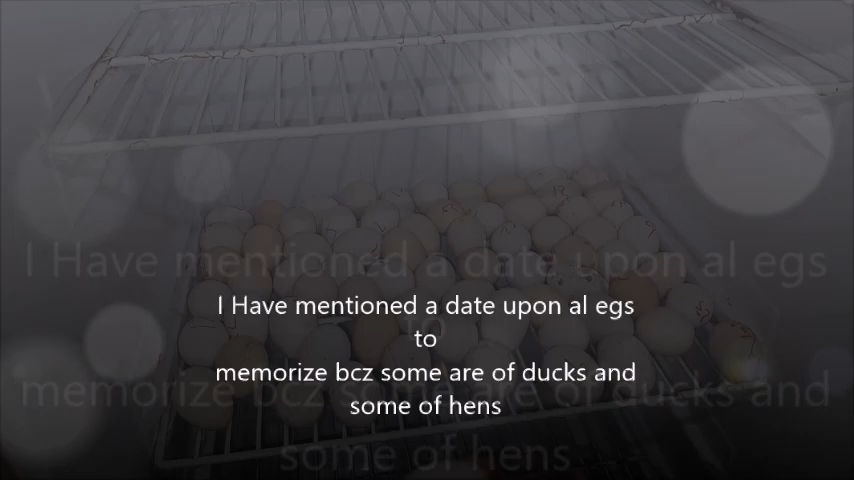 I Have mentioned a date upon al egs
to
memorize bcz some are of ducks and
some of hens